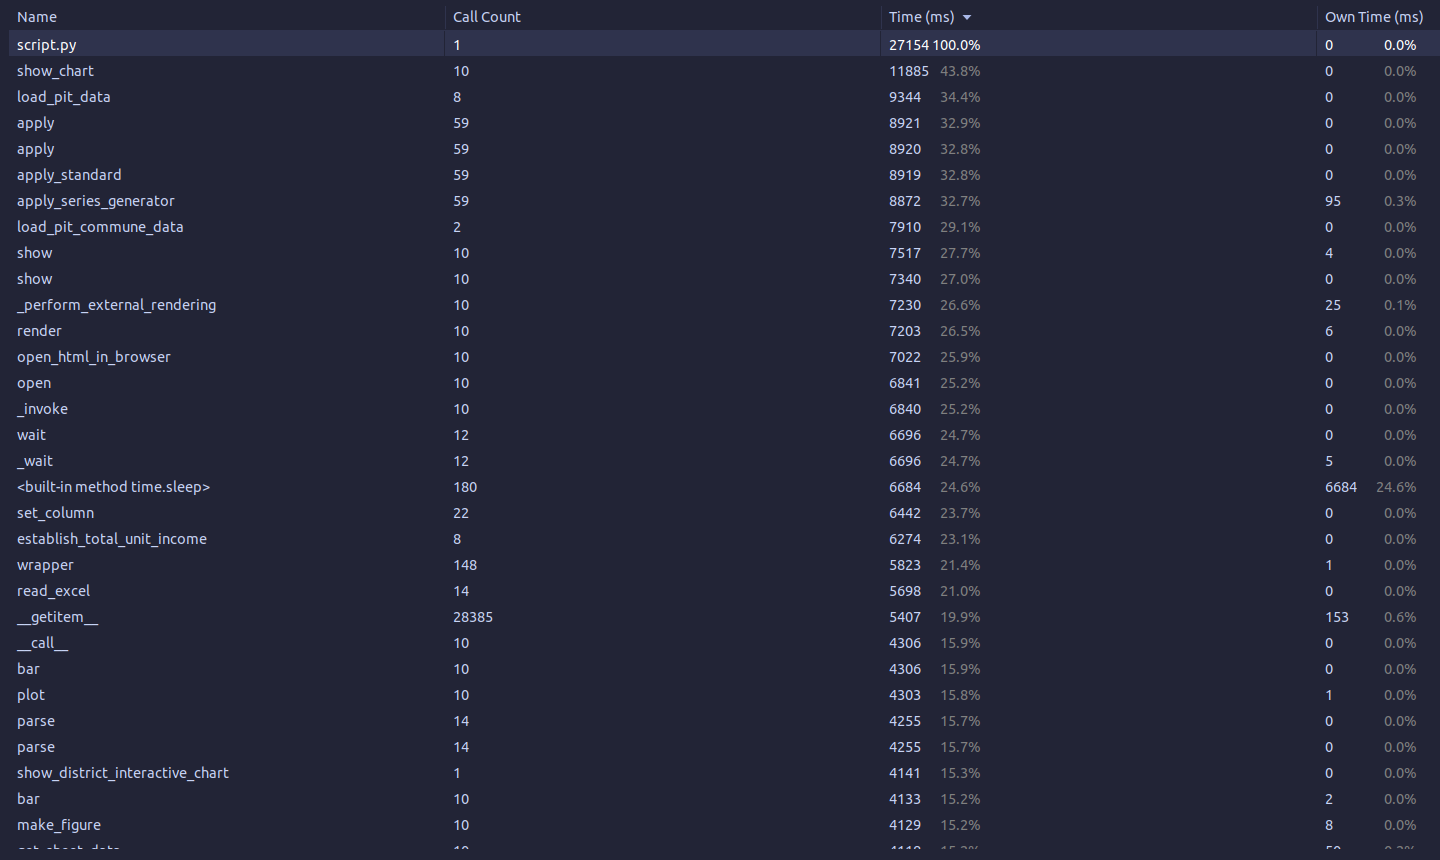 Name Call Count Time (ms) Own Time (ms)
script.py 1 27154 100.0% 0 0.0%
show_chart 10 11885 43.8% 0 0.0%
load_pit_data 8 9344 34.4% 0 0.0%
apply 59 8921 32.9% 0 0.0%
apply 59 8920 32.8% 0 0.0%
apply_standard 59 8919 32.8% 0 0.0%
apply_series_generator 59 8872 32.7% 95 0.3%
load_pit_commune_data 2 7910 29.1% 0 0.0%
show 10 7517 27.7% 4 0.0%
show 10 7340 27.0% 0 0.0%
_perform_external_rendering 10 7230 26.6% 25 0.1%
render 10 7203 26.5% 6 0.0%
open_html_in_browser 10 7022 25.9% 0 0.0%
open 10 6841 25.2% 0 0.0%
_invoke 10 6840 25.2% 0 0.0%
wait 12 6696 24.7% 0 0.0%
_wait 12 6696 24.7% 5 0.0%
<built-in method time.sleep> 180 6684 24.6% 6684 24.6%
set_column 22 6442 23.7% 0 0.0%
establish_total_unit_income 8 6274 23.1% 0 0.0%
wrapper 148 5823 21.4% 1 0.0%
read_excel 14 5698 21.0% 0 0.0%
__getitem__ 28385 5407 19.9% 153 0.6%
__call__ 10 4306 15.9% 0 0.0%
bar 10 4306 15.9% 0 0.0%
plot 10 4303 15.8% 1 0.0%
parse 14 4255 15.7% 0 0.0%
parse 14 4255 15.7% 0 0.0%
show_district_interactive_chart 1 4141 15.3% 0 0.0%
bar 10 4133 15.2% 2 0.0%
make_figure 10 4129 15.2% 8 0.0%